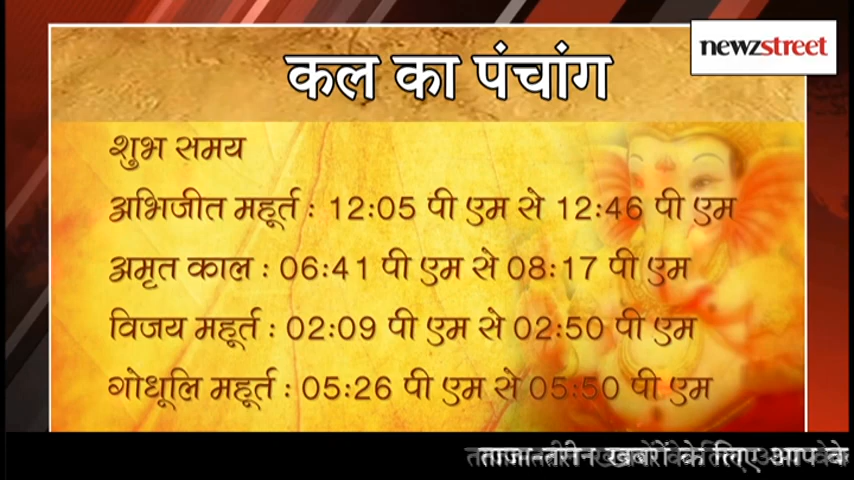 newzstreet
कल का पंचांग
शुभ समय
अभिजीत महूर्त : 12:05 पी एम से 12:46 पी एम
अमृत काल : 06:41 पी एम से 08:17 पी एम
विजय महूर्त : 02:09 पी एम से 02:50 पी एम
गोधूलि महूर्त : 05:26 पी एम से 05:50 पी एम
ताजा-तरीन खबरों के लिए आप